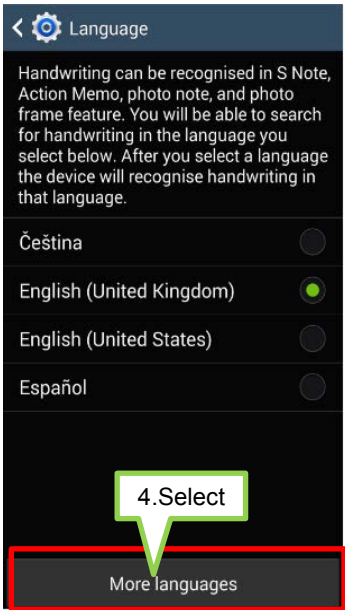 Language
Handwriting can be recognised in S Note,
Action Memo, photo note, and photo
frame feature. You will be able to search
for handwriting in the language you
select below. After you select a language
the device will recognise handwriting in
that language.
Čeština
English (United Kingdom)
English (United States)
Español
4.Select
More languages